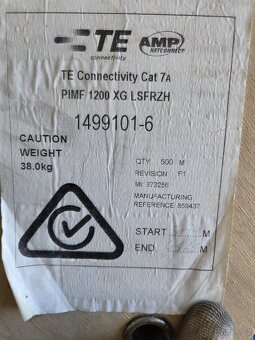 TE
connectivity
AMP
NETCONNECT
TE Connectivity Cat 7A
PIMF 1200 XG LSFRZH
1499101-6
CAUTION
WEIGHT
38.0kg
QTY: 500 M
REVISION F1
MI: 373256
MANUFACTURING
REFERENCE: 859437
START M
END M